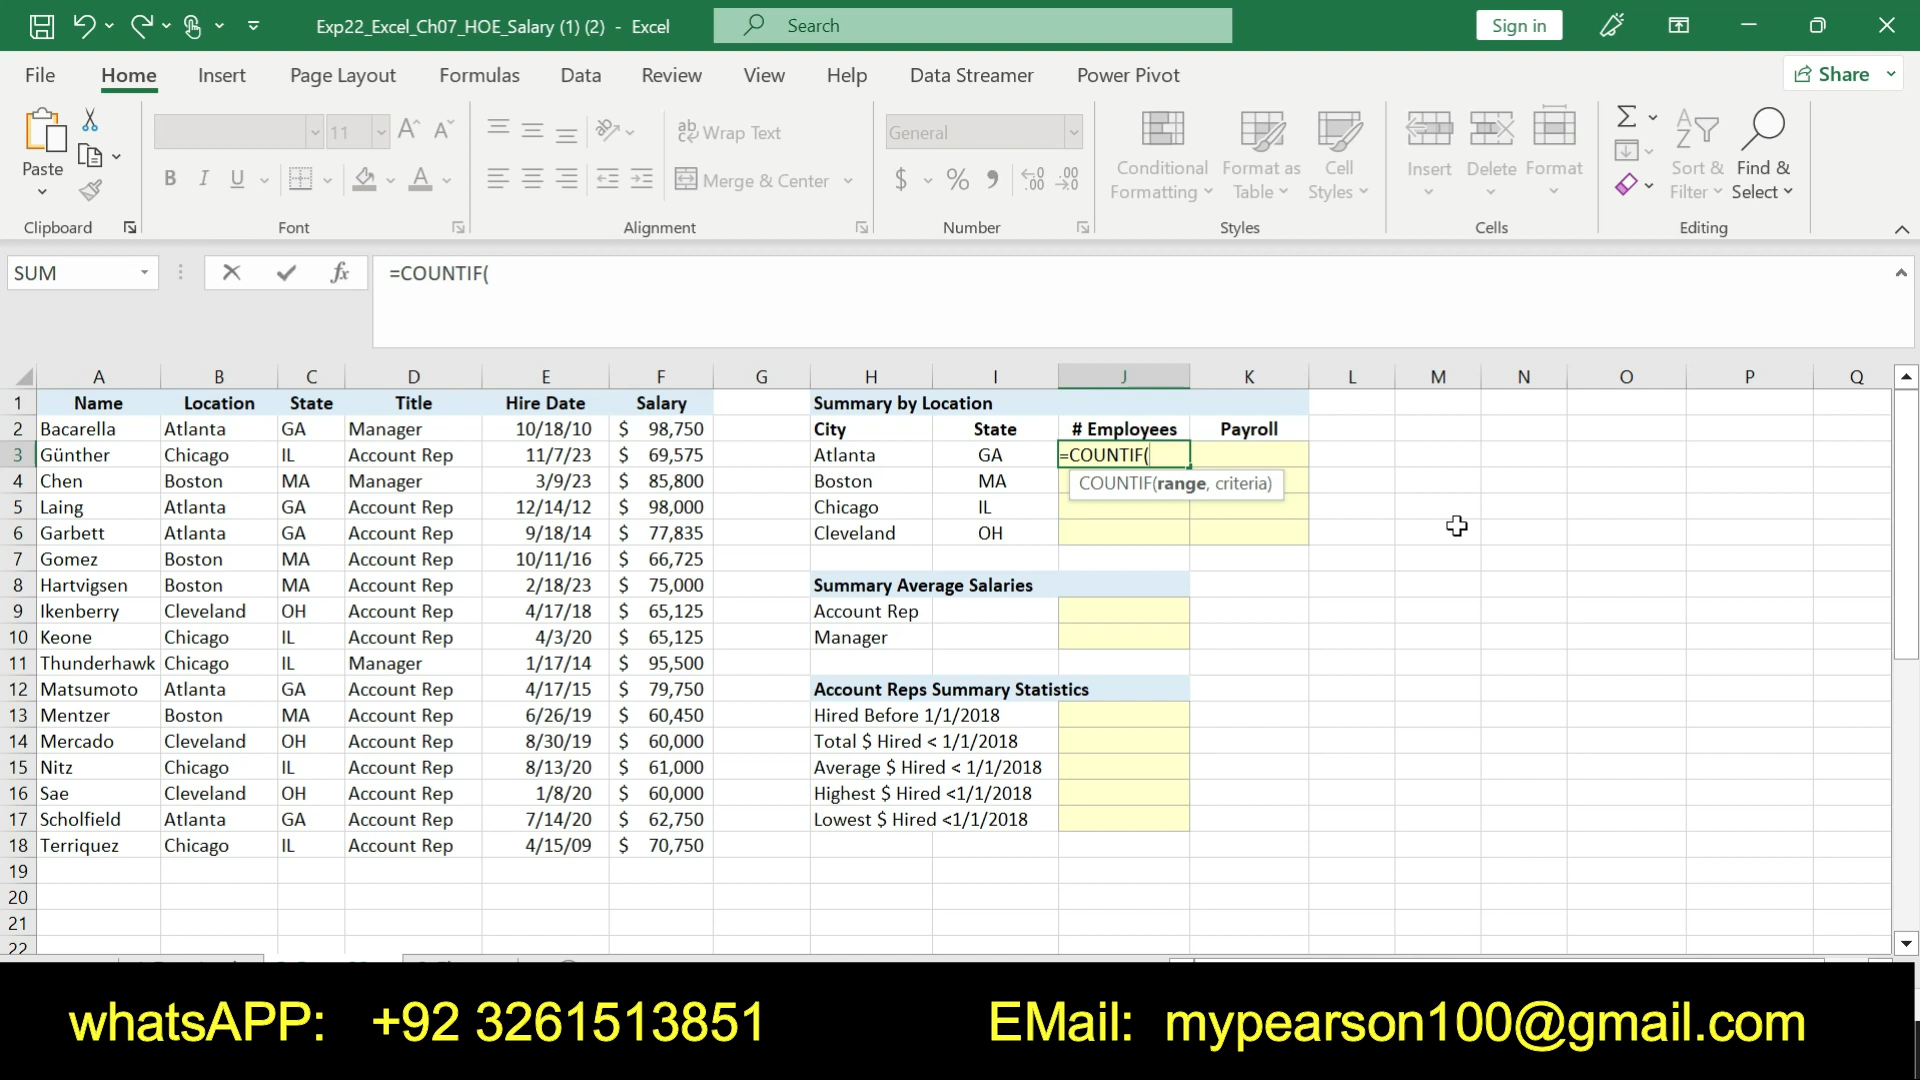 Exp22_Excel_Ch07_HOE_Salary (1) (2) - Excel
Search
Sign in
File Home Insert Page Layout Formulas Data Review View Help Data Streamer Power Pivot
Share
Paste
11
Wrap Text
Merge & Center
General
$ % 9
Conditional Formatting
Format as Table
Cell Styles
Insert
Delete
Format
Sort & Filter
Find & Select
Clipboard Font Alignment Number Styles Cells Editing
SUM
fx
=COUNTIF(
A B C D E F G H I J K L M N O P Q
1 Name Location State Title Hire Date Salary Summary by Location
2 Bacarella Atlanta GA Manager 10/18/10 $ 98,750 City State # Employees Payroll
3 Günther Chicago IL Account Rep 11/7/23 $ 69,575 Atlanta GA =COUNTIF(
4 Chen Boston MA Manager 3/9/23 $ 85,800 Boston MA COUNTIF(range, criteria)
5 Laing Atlanta GA Account Rep 12/14/12 $ 98,000 Chicago IL
6 Garbett Atlanta GA Account Rep 9/18/14 $ 77,835 Cleveland OH
7 Gomez Boston MA Account Rep 10/11/16 $ 66,725
8 Hartvigsen Boston MA Account Rep 2/18/23 $ 75,000 Summary Average Salaries
9 Ikenberry Cleveland OH Account Rep 4/17/18 $ 65,125 Account Rep
10 Keone Chicago IL Account Rep 4/3/20 $ 65,125 Manager
11 Thunderhawk Chicago IL Manager 1/17/14 $ 95,500
12 Matsumoto Atlanta GA Account Rep 4/17/15 $ 79,750 Account Reps Summary Statistics
13 Mentzer Boston MA Account Rep 6/26/19 $ 60,450 Hired Before 1/1/2018
14 Mercado Cleveland OH Account Rep 8/30/19 $ 60,000 Total $ Hired < 1/1/2018
15 Nitz Chicago IL Account Rep 8/13/20 $ 61,000 Average $ Hired < 1/1/2018
16 Sae Cleveland OH Account Rep 1/8/20 $ 60,000 Highest $ Hired <1/1/2018
17 Scholfield Atlanta GA Account Rep 7/14/20 $ 62,750 Lowest $ Hired <1/1/2018
18 Terriquez Chicago IL Account Rep 4/15/09 $ 70,750
19
20
21
22
whatsAPP: +92 3261513851 EMail: mypearson100@gmail.com